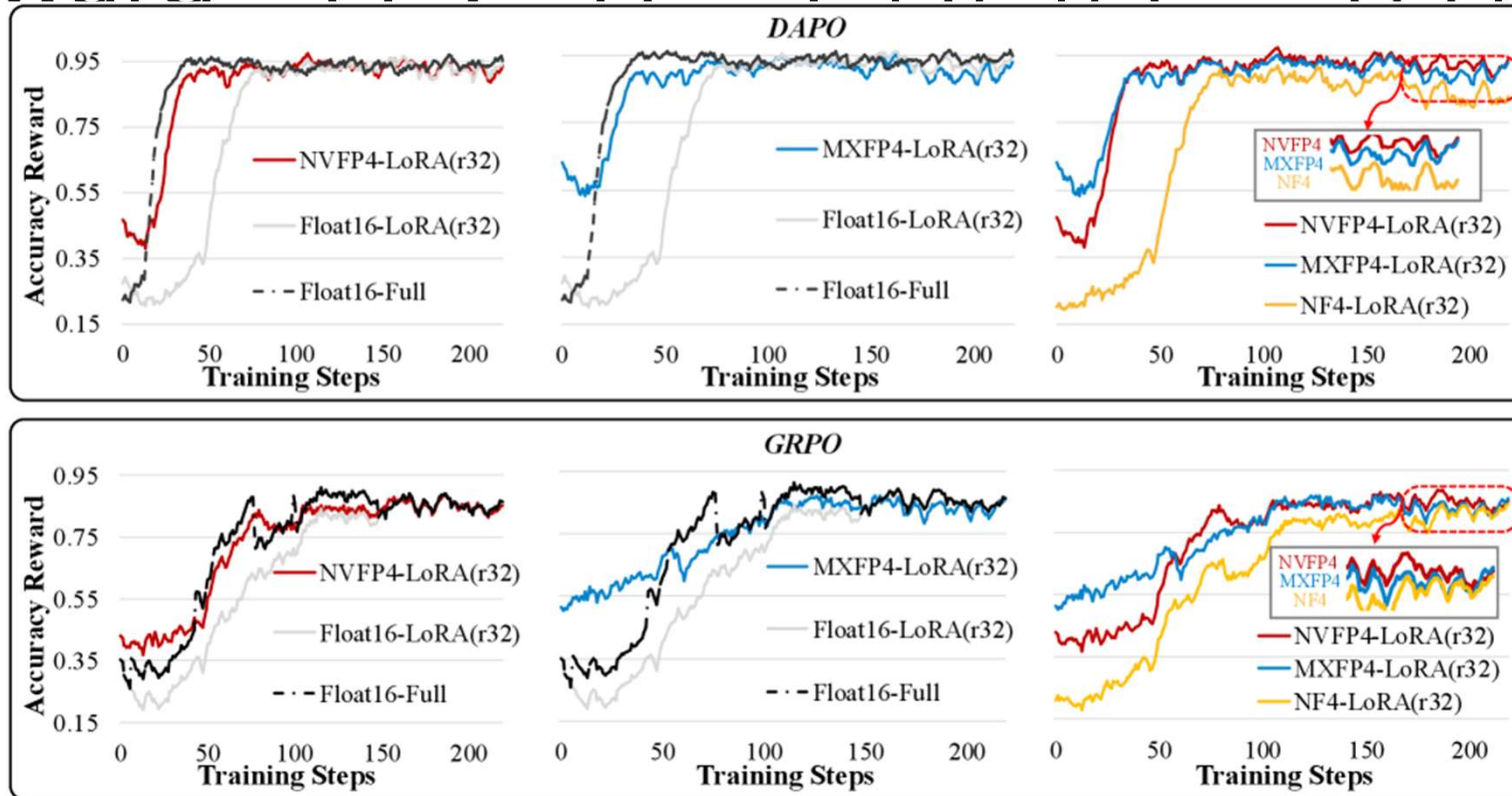 DAPO
Accuracy Reward
0.95
0.75
0.55
0.35
0.15
NVFP4-LoRA(r32)
Float16-LoRA(r32)
Float16-Full
0 50 100 150 200
Training Steps
MXFP4-LoRA(r32)
Float16-LoRA(r32)
Float16-Full
0 50 100 150 200
Training Steps
NVFP4
MXFP4
NF4
NVFP4-LoRA(r32)
MXFP4-LoRA(r32)
NF4-LoRA(r32)
0 50 100 150 200
Training Steps
GRPO
Accuracy Reward
0.95
0.75
0.55
0.35
0.15
NVFP4-LoRA(r32)
Float16-LoRA(r32)
Float16-Full
0 50 100 150 200
Training Steps
MXFP4-LoRA(r32)
Float16-LoRA(r32)
Float16-Full
0 50 100 150 200
Training Steps
NVFP4
MXFP4
NF4
NVFP4-LoRA(r32)
MXFP4-LoRA(r32)
NF4-LoRA(r32)
0 50 100 150 200
Training Steps